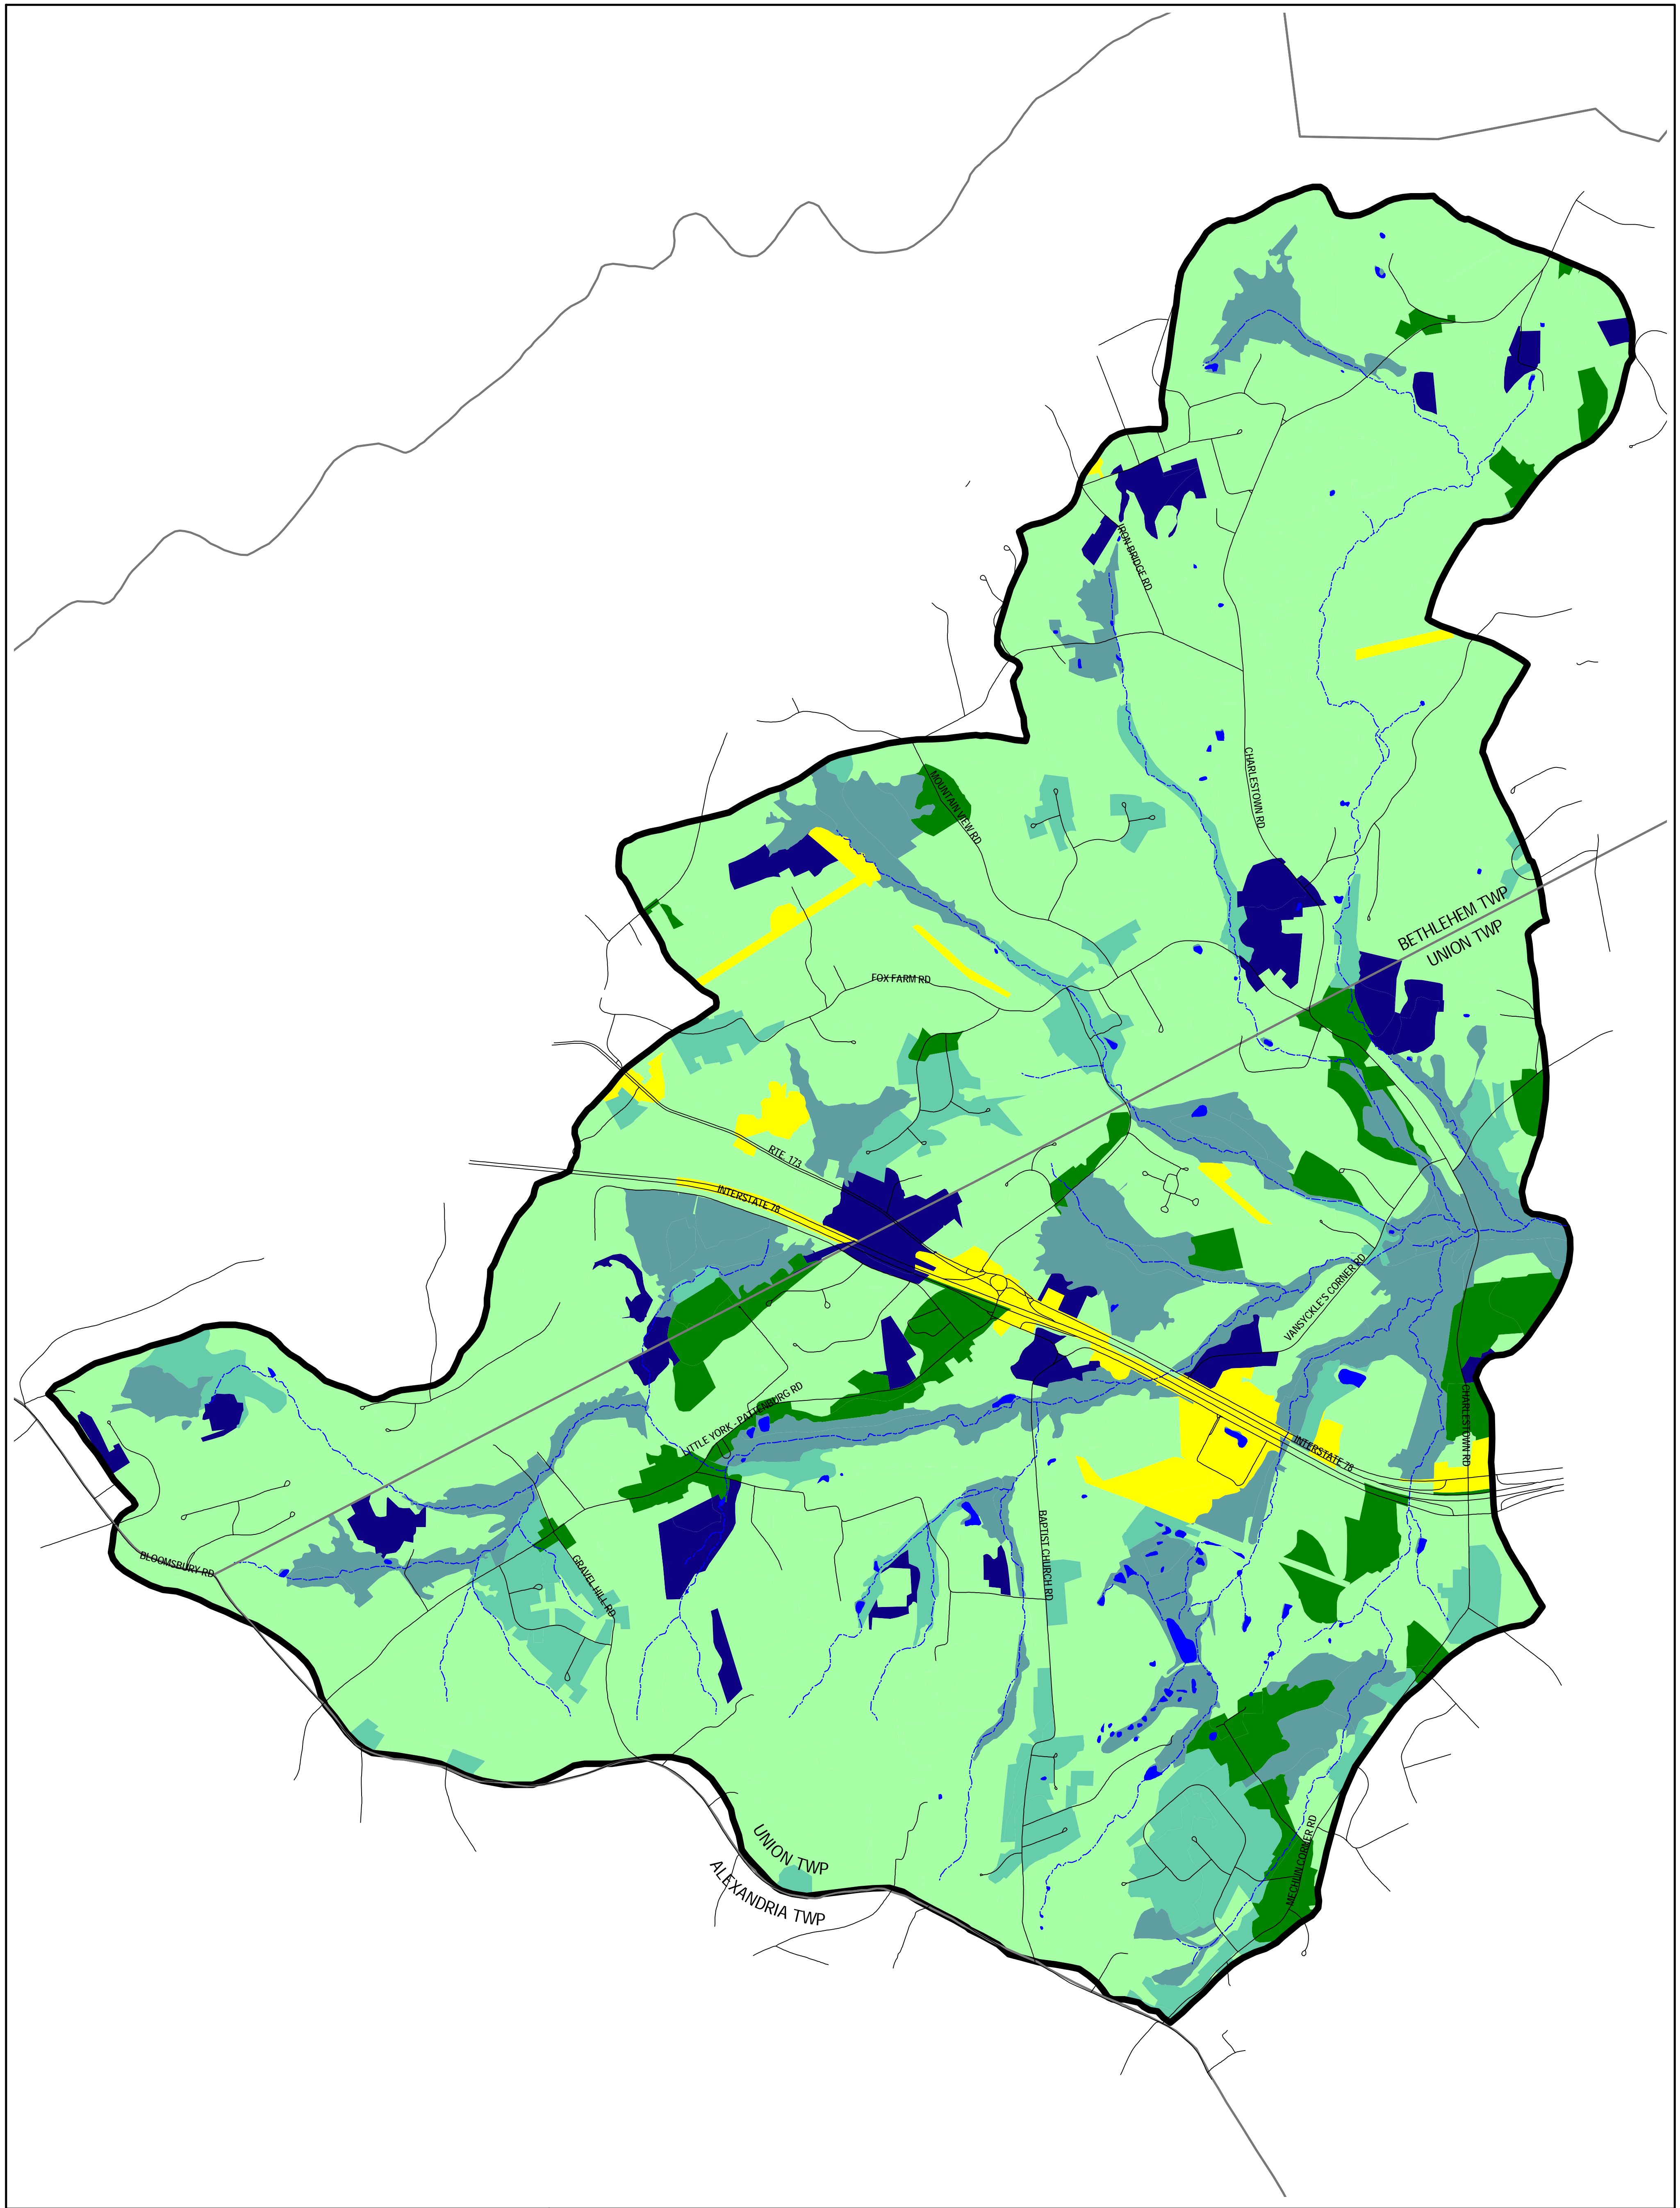 IRON BRIDGE RD
CHARLESTOWN RD
MOUNTAIN VIEW RD
BETHLEHEM TWP
UNION TWP
FOX FARM RD
RTE. 173
INTERSTATE 78
VANSYCKLE'S CORNER RD
LITTLE YORK - PATTENBURG RD
CHARLESTOWN RD
INTERSTATE 78
BAPTIST CHURCH RD
BLOOMSBURY RD
GRAVEL HILL RD
UNION TWP
ALEXANDRIA TWP
MECHLIN CORNER RD